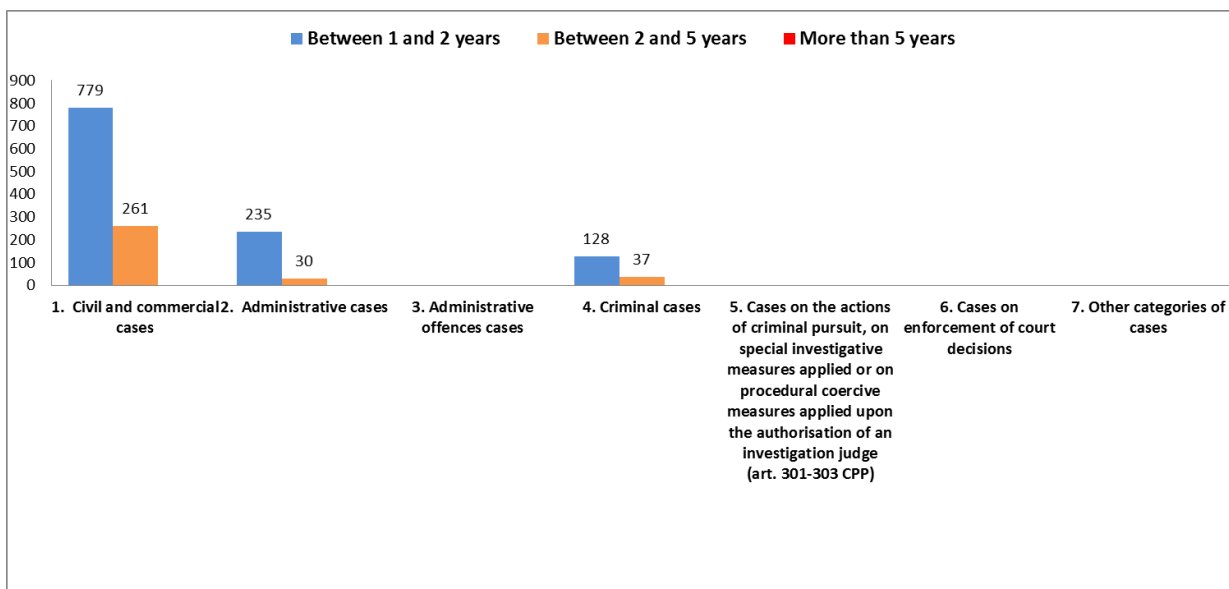 Between 1 and 2 years Between 2 and 5 years More than 5 years
900
800
700
600
500
400
300
200
100
0
779
261
235
30
128
37
1. Civil and commercial
cases
2. Administrative cases
3. Administrative
offences cases
4. Criminal cases
5. Cases on the actions
of criminal pursuit, on
special investigative
measures applied or on
procedural coercive
measures applied upon
the authorisation of an
investigation judge
(art. 301-303 CPP)
6. Cases on
enforcement of court
decisions
7. Other categories of
cases